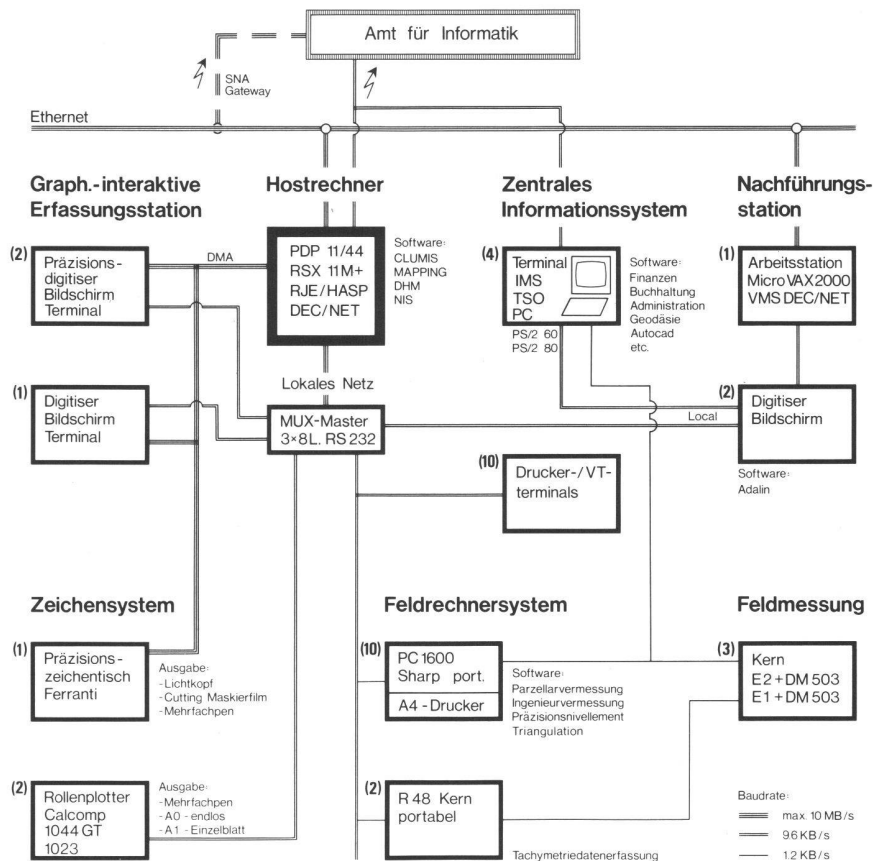 Amt für Informatik
SNA
Gateway
Ethernet
Graph.-interaktive
Erfassungsstation
Hostrechner
Zentrales
Informationssystem
Nachführungs-
station
(2)
Präzisions-
digitiser
Bildschirm
Terminal
DMA
PDP 11/44
RSX 11M+
RJE/HASP
DEC/NET
Software:
CLUMIS
MAPPING
DHM
NIS
(4)
Terminal
IMS
TSO
PC
PS/2 60
PS/2 80
Software:
Finanzen
Buchhaltung
Administration
Geodäsie
Autocad
etc.
(1)
Arbeitsstation
Micro VAX2000
VMS DEC/NET
Lokales Netz
(1)
Digitiser
Bildschirm
Terminal
MUX-Master
3×8L. RS 232
Local
(2)
Digitiser
Bildschirm
Software:
Adalin
(10)
Drucker-/VT-
terminals
Zeichensystem
Feldrechnersystem
Feldmessung
(1)
Präzisions-
zeichentisch
Ferranti
Ausgabe:
-Lichtkopf
-Cutting Maskierfilm
-Mehrfachpen
(10)
PC 1600
Sharp port.
A4 - Drucker
Software:
Parzellarvermessung
Ingenieurvermessung
Präzisionsnivellement
Triangulation
(3)
Kern
E2 + DM 503
E1 + DM 503
(2)
Rollenplotter
Calcomp
1044 GT
1023
Ausgabe:
-Mehrfachpen
-A0 - endlos
-A1 - Einzelblatt
(2)
R 48 Kern
portabel
Tachymetriedatenerfassung
Baudrate:
max. 10 MB/s
9.6 KB/s
1.2 KB/s